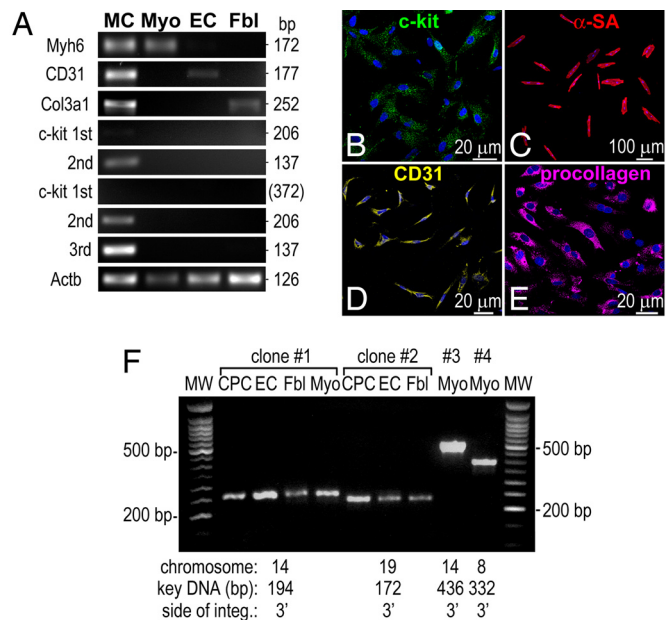 A
MC Myo EC Fbl bp
Myh6 172
CD31 177
Col3a1 252
c-kit 1st 206
2nd 137
c-kit 1st (372)
2nd 206
3rd 137
Actb 126
c-kit
B
20 μm
α-SA
C
100 μm
CD31
D
20 μm
procollagen
E
20 μm
F
clone #1 clone #2 #3 #4
MW CPC EC Fbl Myo CPC EC Fbl Myo Myo MW
500 bp- -500 bp
200 bp- -200 bp
chromosome: 14 19 14 8
key DNA (bp): 194 172 436 332
side of integ.: 3’ 3’ 3’ 3’